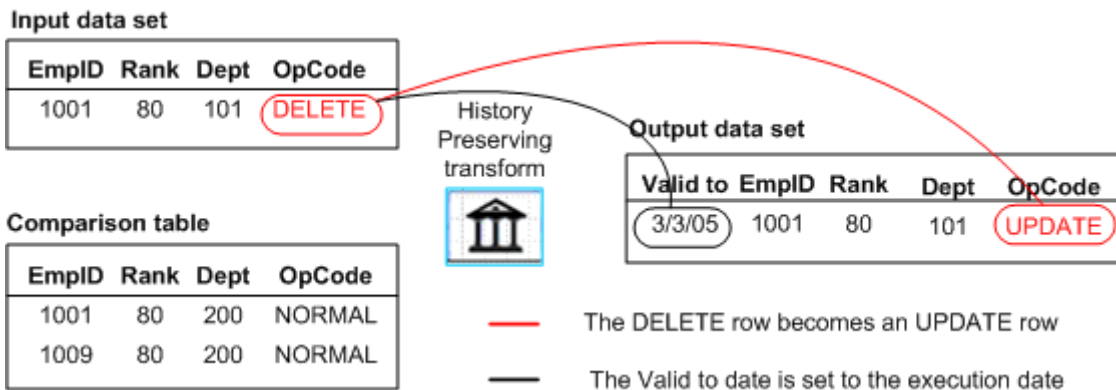 Input data set
EmpID Rank Dept OpCode
1001 80 101 DELETE
History
Preserving
transform
Output data set
Valid to EmpID Rank Dept OpCode
3/3/05 1001 80 101 UPDATE
Comparison table
EmpID Rank Dept OpCode
1001 80 200 NORMAL
1009 80 200 NORMAL
The DELETE row becomes an UPDATE row
The Valid to date is set to the execution date